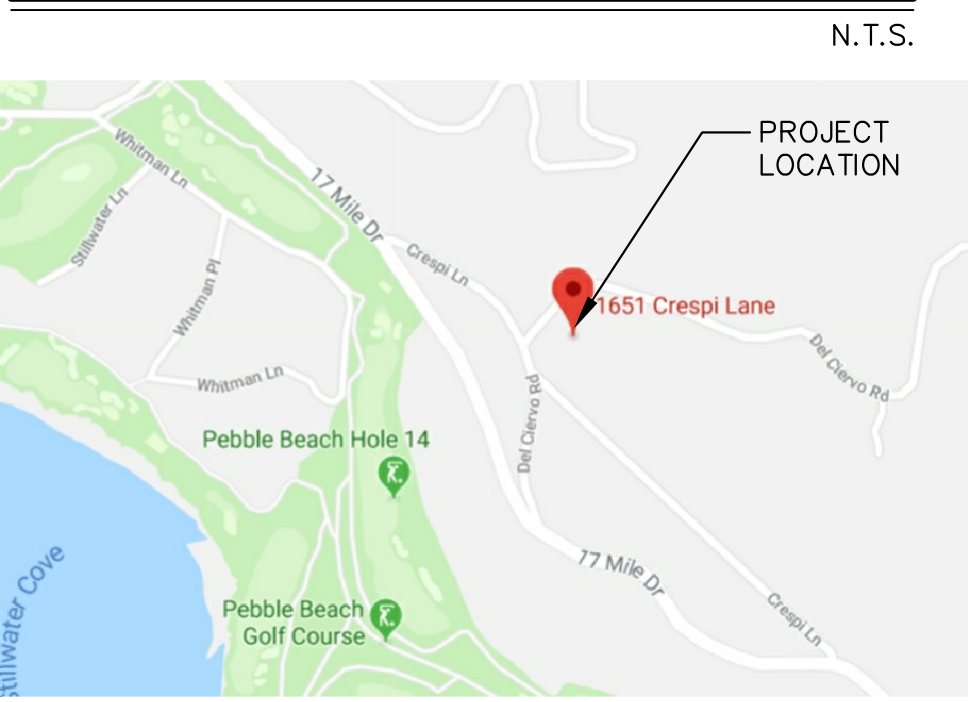 N.T.S.
PROJECT
LOCATION
Whitman Ln
17 Mile Dr
Stillwater Ln
Crespi Ln
Whitman Pl
1651 Crespi Lane
Del Ciervo Rd
Whitman Ln
Del Ciervo Rd
Pebble Beach Hole 14
17 Mile Dr
Stillwater Cove
Pebble Beach
Golf Course
Crespi Ln